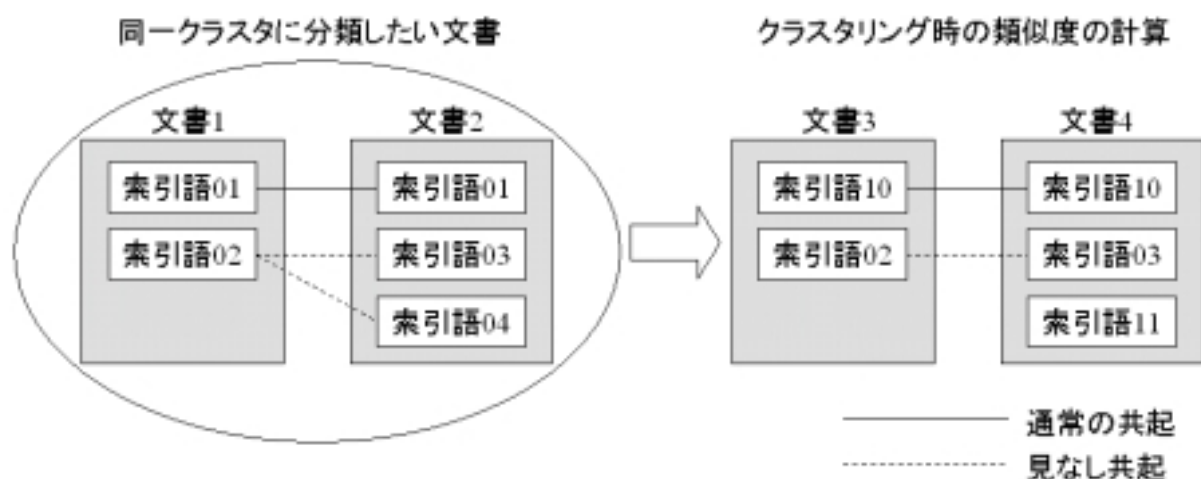 同一クラスタに分類したい文書
クラスタリング時の類似度の計算
文書1
文書2
文書3
文書4
索引語01
索引語01
索引語10
索引語10
索引語02
索引語03
索引語02
索引語03
索引語04
索引語11
通常の共起
見なし共起